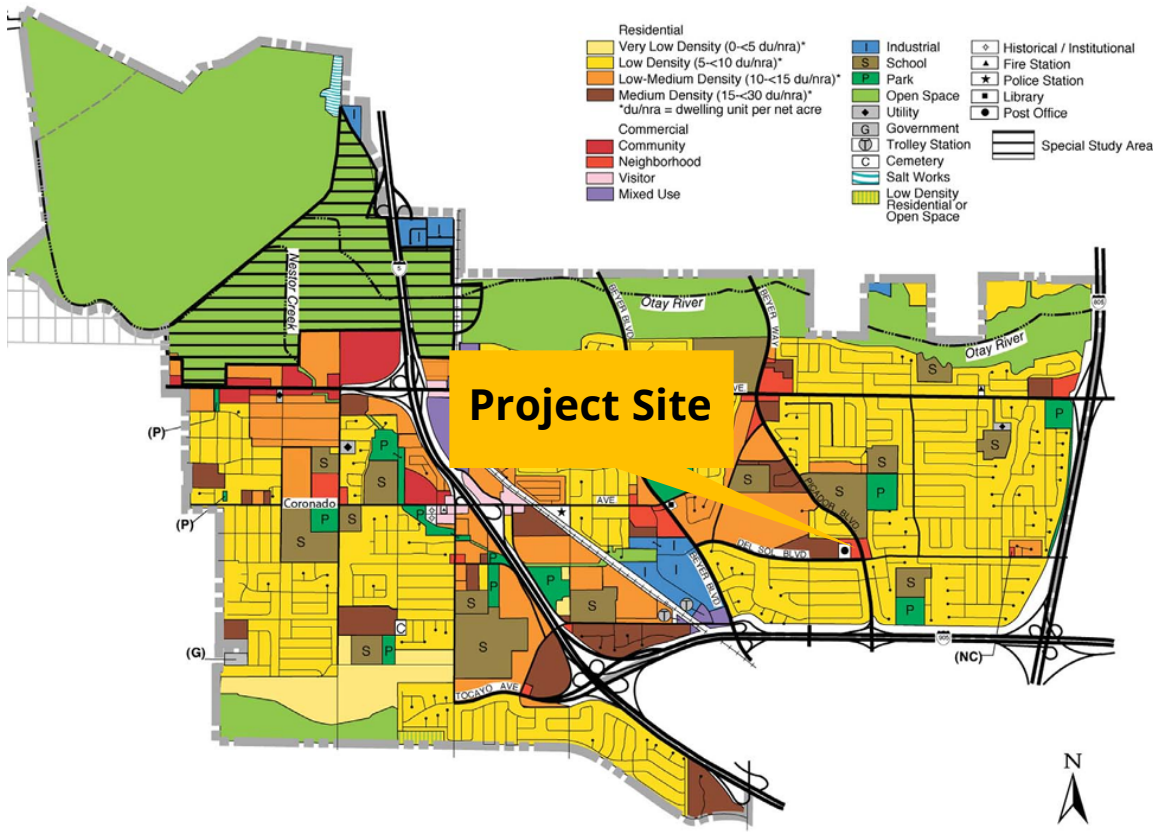 Residential
Very Low Density (0-<5 du/nra)*
Low Density (5-<10 du/nra)*
Low-Medium Density (10-<15 du/nra)*
Medium Density (15-<30 du/nra)*
*du/nra = dwelling unit per net acre
Commercial
Community
Neighborhood
Visitor
Mixed Use
I Industrial
S School
P Park
Open Space
Utility
G Government
T Trolley Station
C Cemetery
Salt Works
Low Density
Residential or
Open Space
Historical / Institutional
Fire Station
Police Station
Library
Post Office
Special Study Area
I
I
I
Nestor Creek
5
BEYER BLVD
Otay River
BEYER WAY
Otay River
805
Project Site
VE
(P)
P
S
S
S
P
S
S
S
P
S
PICADOR BLVD
(P)
Coronado
P
S
S
P
AVE
DEL SOL BLVD
I
I
I
BEYER BLVD
P
P
S
S
T
T
S
P
C
S
P
S
(G)
905
(NC)
TOCAYO AVE
N